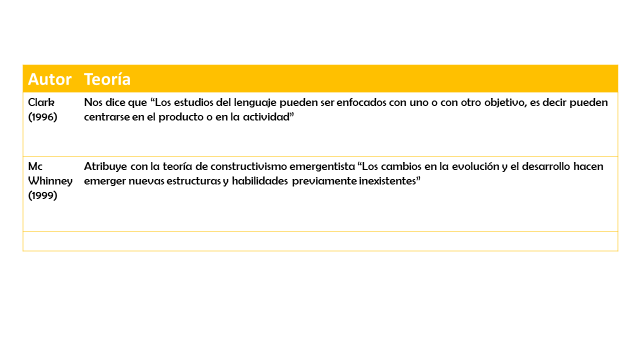 Autor Teoría
Clark Nos dice que “Los estudios del lenguaje pueden ser enfocados con uno o con otro objetivo, es decir pueden
(1996) centrarse en el producto o en la actividad”
Mc Atribuye con la teoría de constructivismo emergentista “Los cambios en la evolución y el desarrollo hacen
Whinney emerger nuevas estructuras y habilidades previamente inexistentes”
(1999)